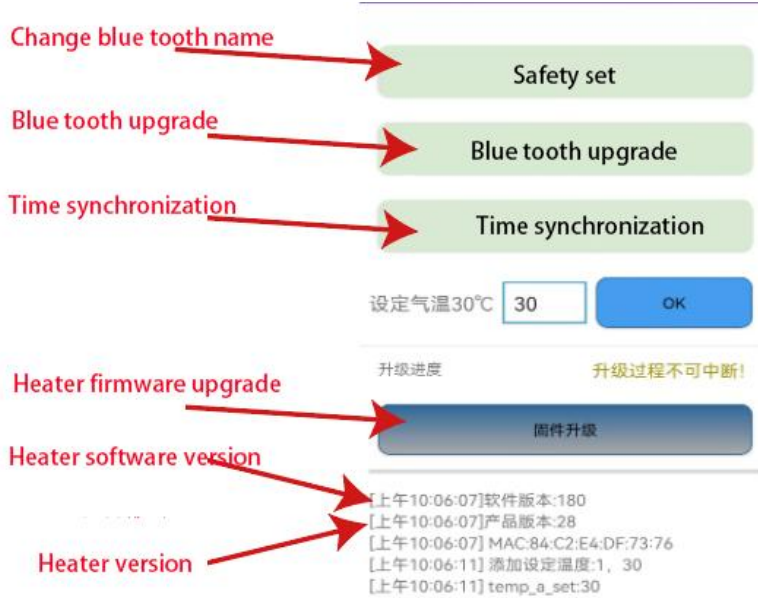 Change blue tooth name
Safety set
Blue tooth upgrade
Blue tooth upgrade
Time synchronization
Time synchronization
设定气温30℃ 30 OK
升级进度 升级过程不可中断!
Heater firmware upgrade
固件升级
Heater software version
[上午10:06:07]软件版本:180
[上午10:06:07]产品版本:28
Heater version
[上午10:06:07] MAC:84:C2:E4:DF:73:76
[上午10:06:11] 添加设定温度:1，30
[上午10:06:11] temp_a_set:30